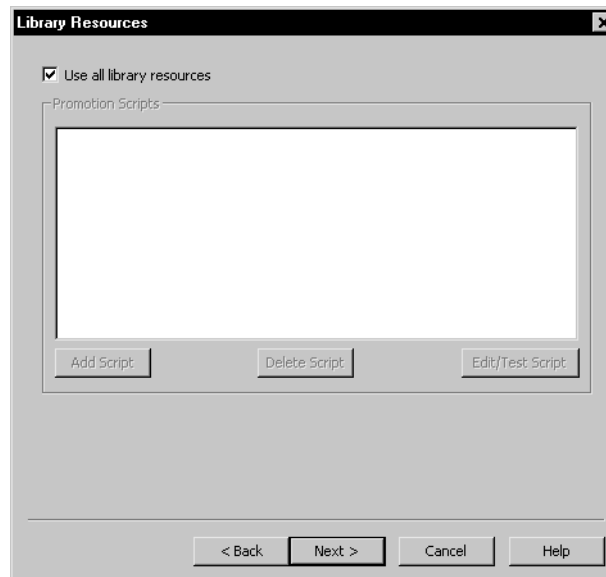 Library Resources
Use all library resources
Promotion Scripts
Add Script Delete Script Edit/Test Script
< Back Next > Cancel Help